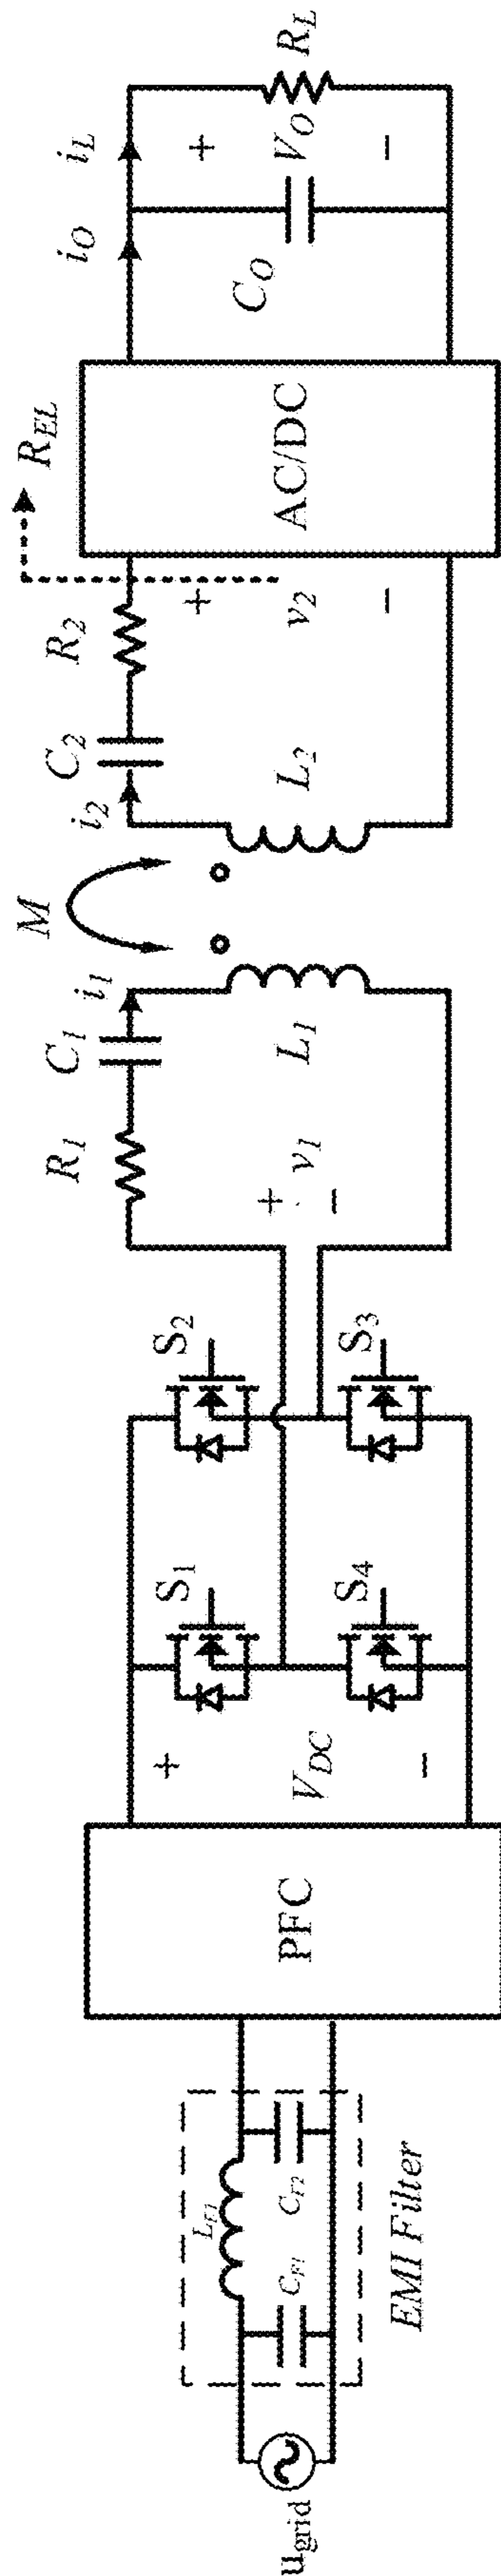 u_grid
C_F1
L_F1
C_F2
EMI Filter
PFC
+
V_DC
−
S_1
S_4
S_2
S_3
R_1
C_1
i_1
+
v_1
−
L_1
M
i_2
C_2
R_2
L_2
+
v_2
−
R_EL
AC/DC
i_O
i_L
C_O
+
V_O
−
R_L